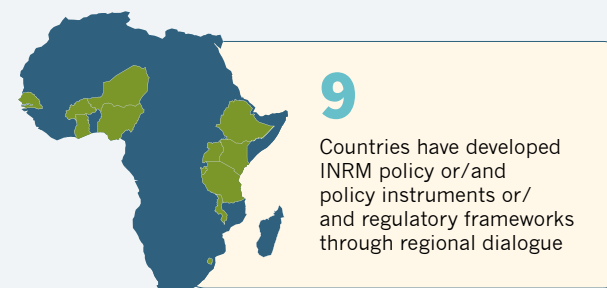 9
Countries have developed
INRM policy or/and
policy instruments or/
and regulatory frameworks
through regional dialogue